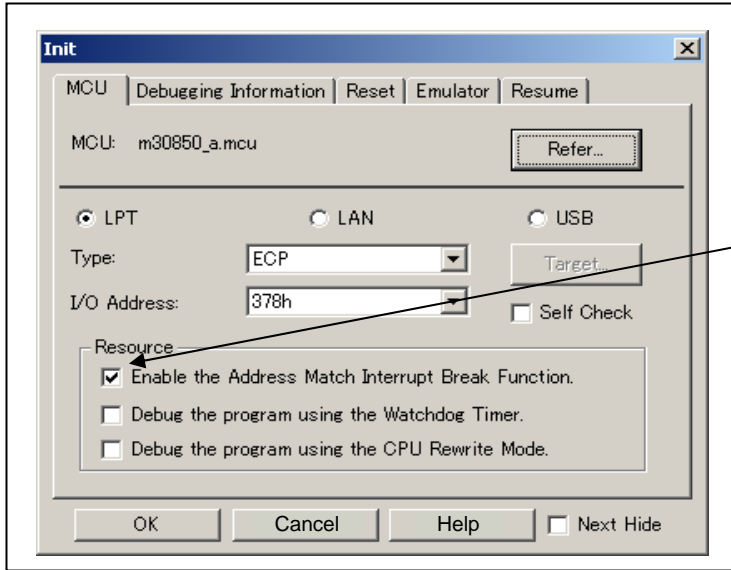 Init
MCU Debugging Information Reset Emulator Resume
MCU: m30850_a.mcu Refer...
LPT LAN USB
Type: ECP Target...
I/O Address: 378h Self Check
Resource
Enable the Address Match Interrupt Break Function.
Debug the program using the Watchdog Timer.
Debug the program using the CPU Rewrite Mode.
OK Cancel Help Next Hide